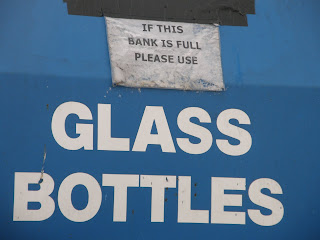 IF THIS
BANK IS FULL
PLEASE USE
GLASS
BOTTLES